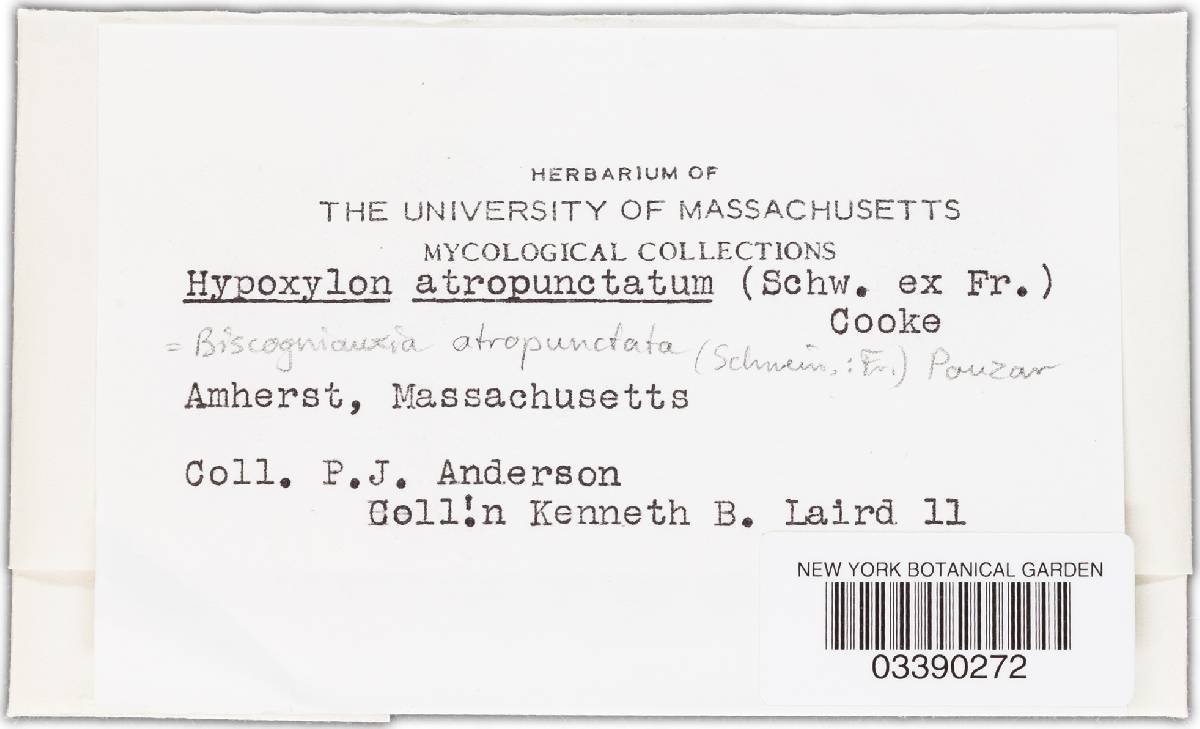 HERBARIUM OF
THE UNIVERSITY OF MASSACHUSETTS
MYCOLOGICAL COLLECTIONS
Hypoxylon atropunctatum (Schw. ex Fr.)
Cooke
= Biscogniauxia atropunctata (Schwein.:Fr.) Pouzar
Amherst, Massachusetts
Coll. P.J. Anderson
Coll'n Kenneth B. Laird 11
NEW YORK BOTANICAL GARDEN
03390272